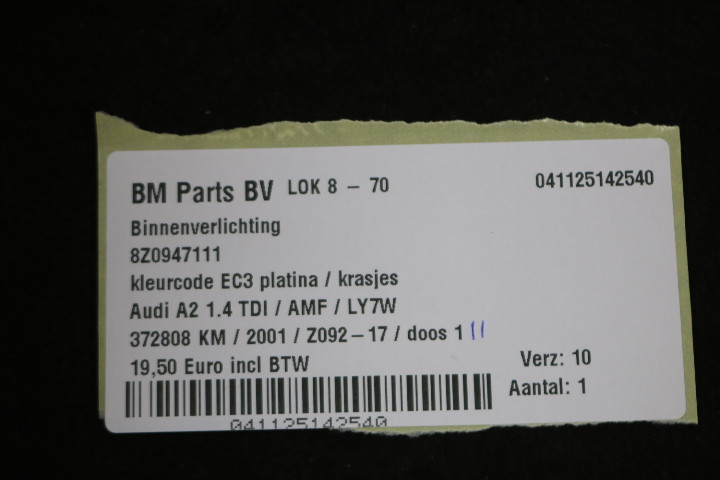 BM Parts BV LOK 8 – 70 041125142540
Binnenverlichting
8Z0947111
kleurcode EC3 platina / krasjes
Audi A2 1.4 TDI / AMF / LY7W
372808 KM / 2001 / Z092–17 / doos 1 11
19,50 Euro incl BTW Verz: 10
Aantal: 1
041125142540